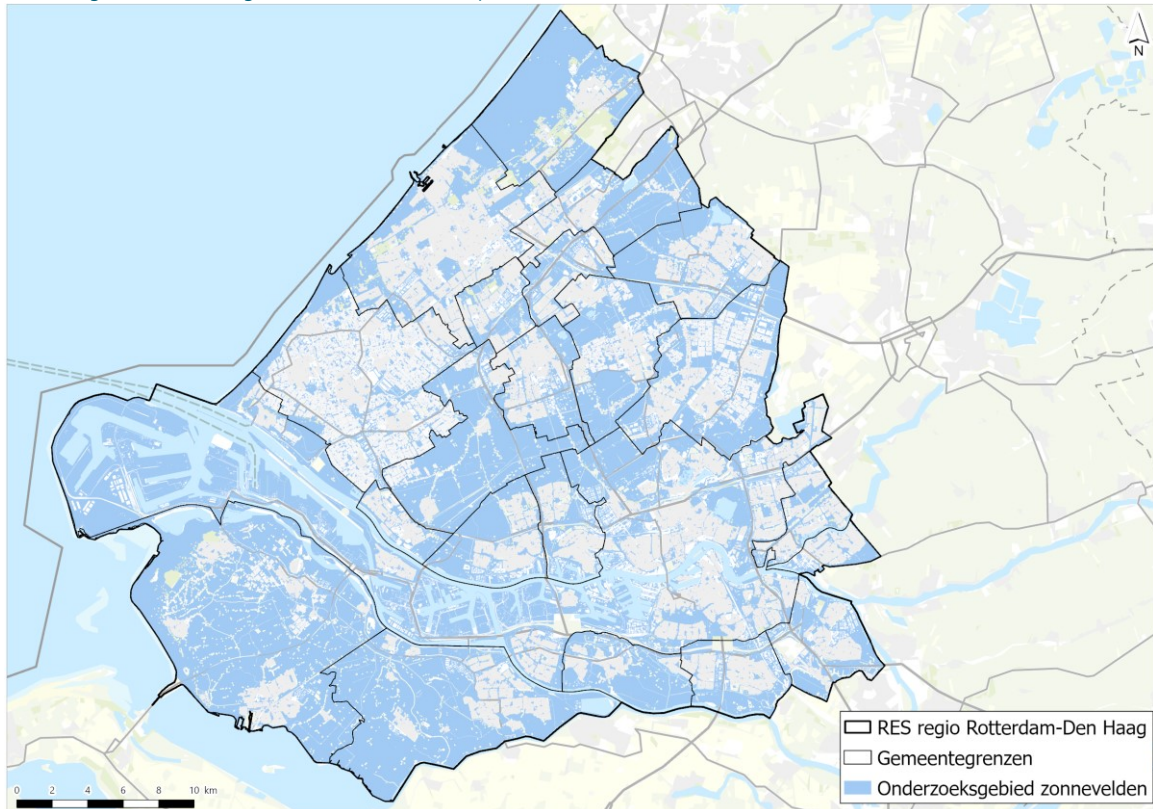 N
RES regio Rotterdam-Den Haag
Gemeentegrenzen
Onderzoeksgebied zonnevelden
0 2 4 6 8 10 km